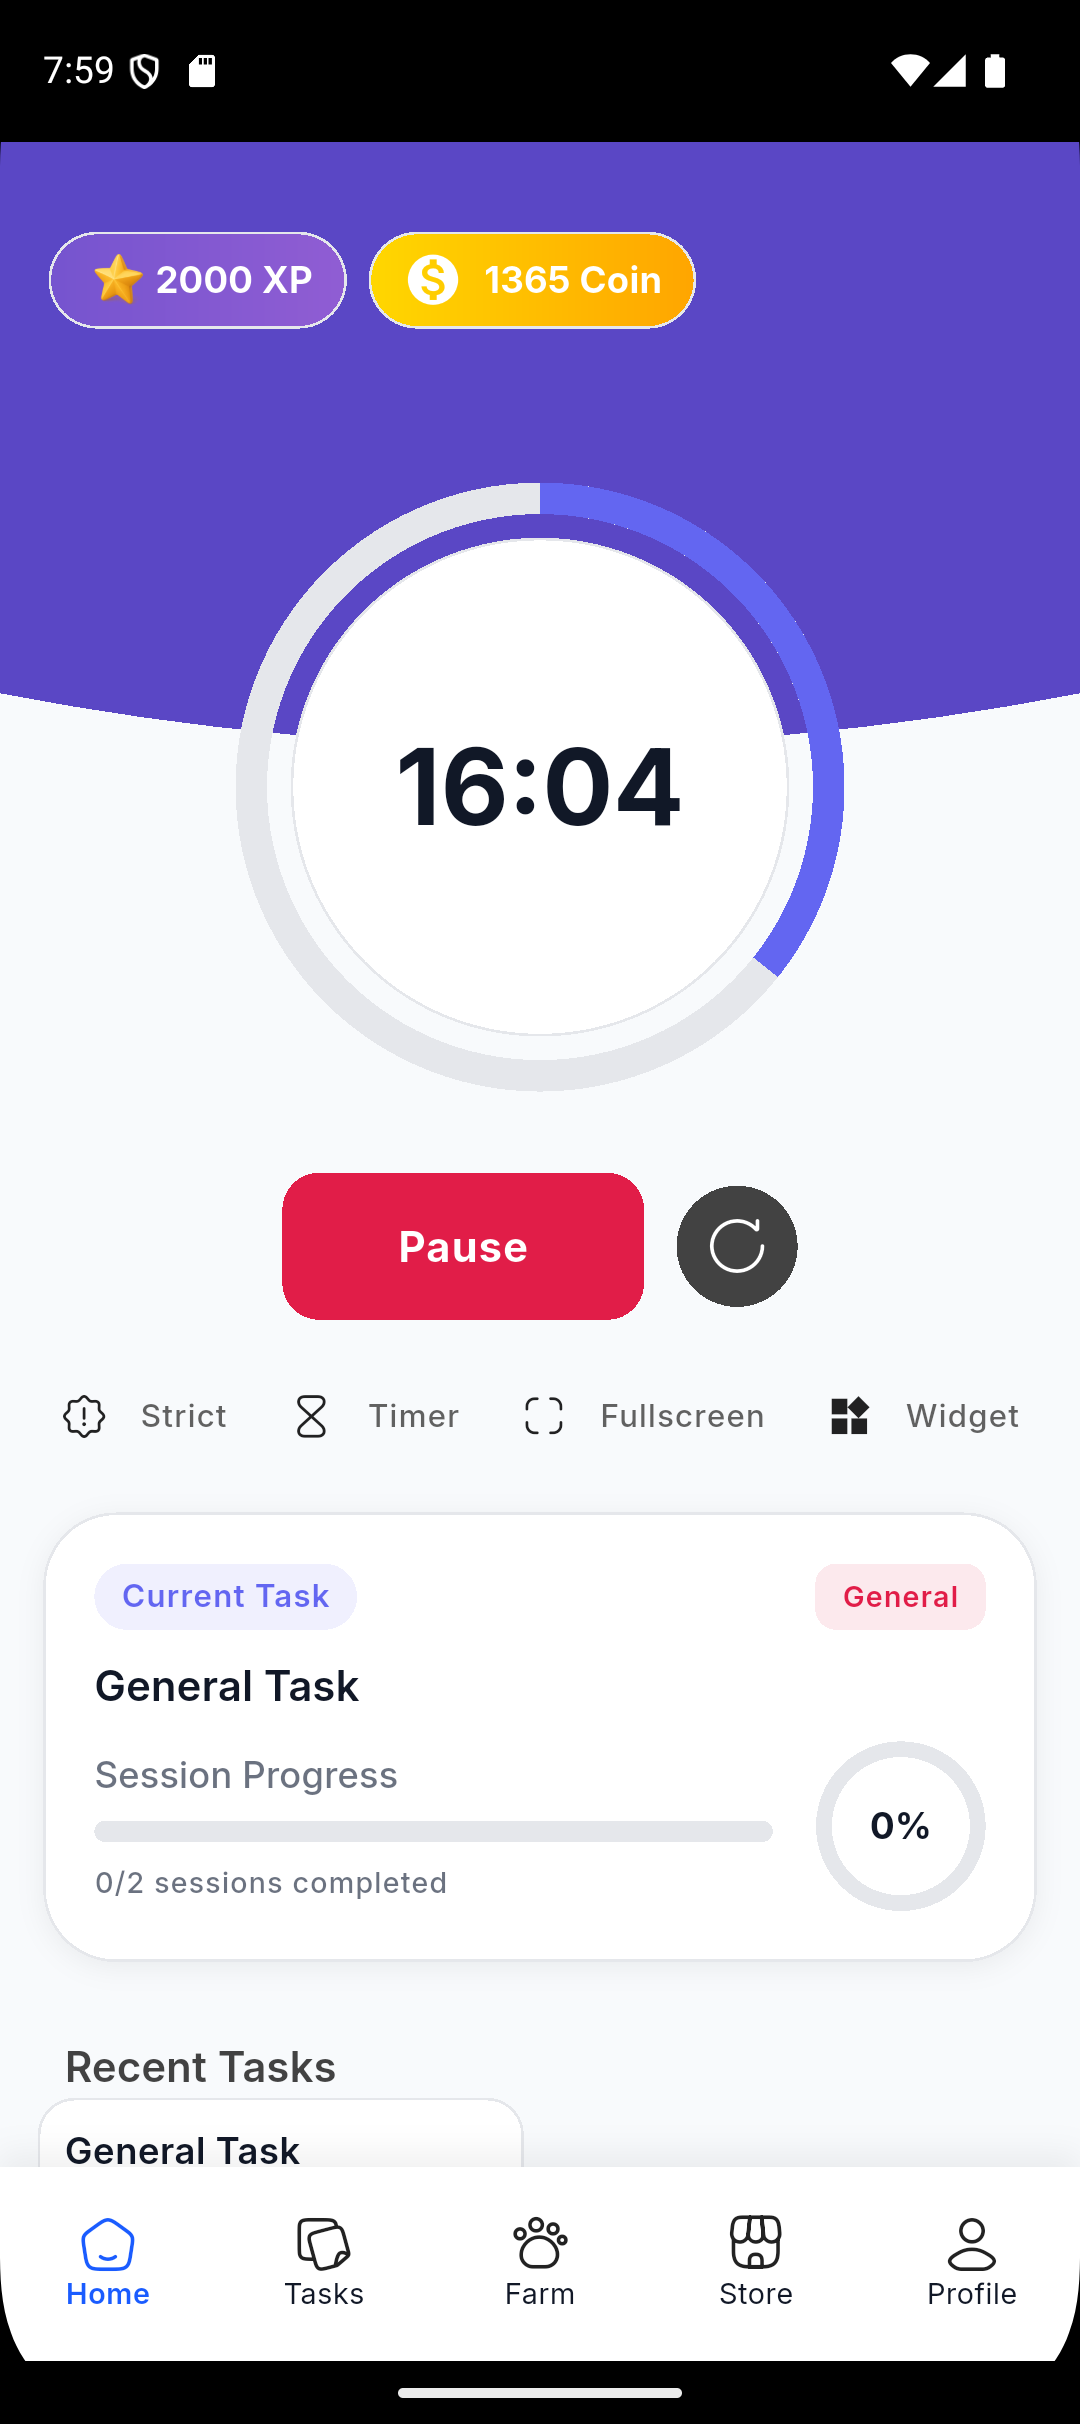 7:59
2000 XP
1365 Coin
16:04
Pause
Strict
Timer
Fullscreen
Widget
Current Task
General
General Task
Session Progress
0%
0/2 sessions completed
Recent Tasks
General Task
Home
Tasks
Farm
Store
Profile